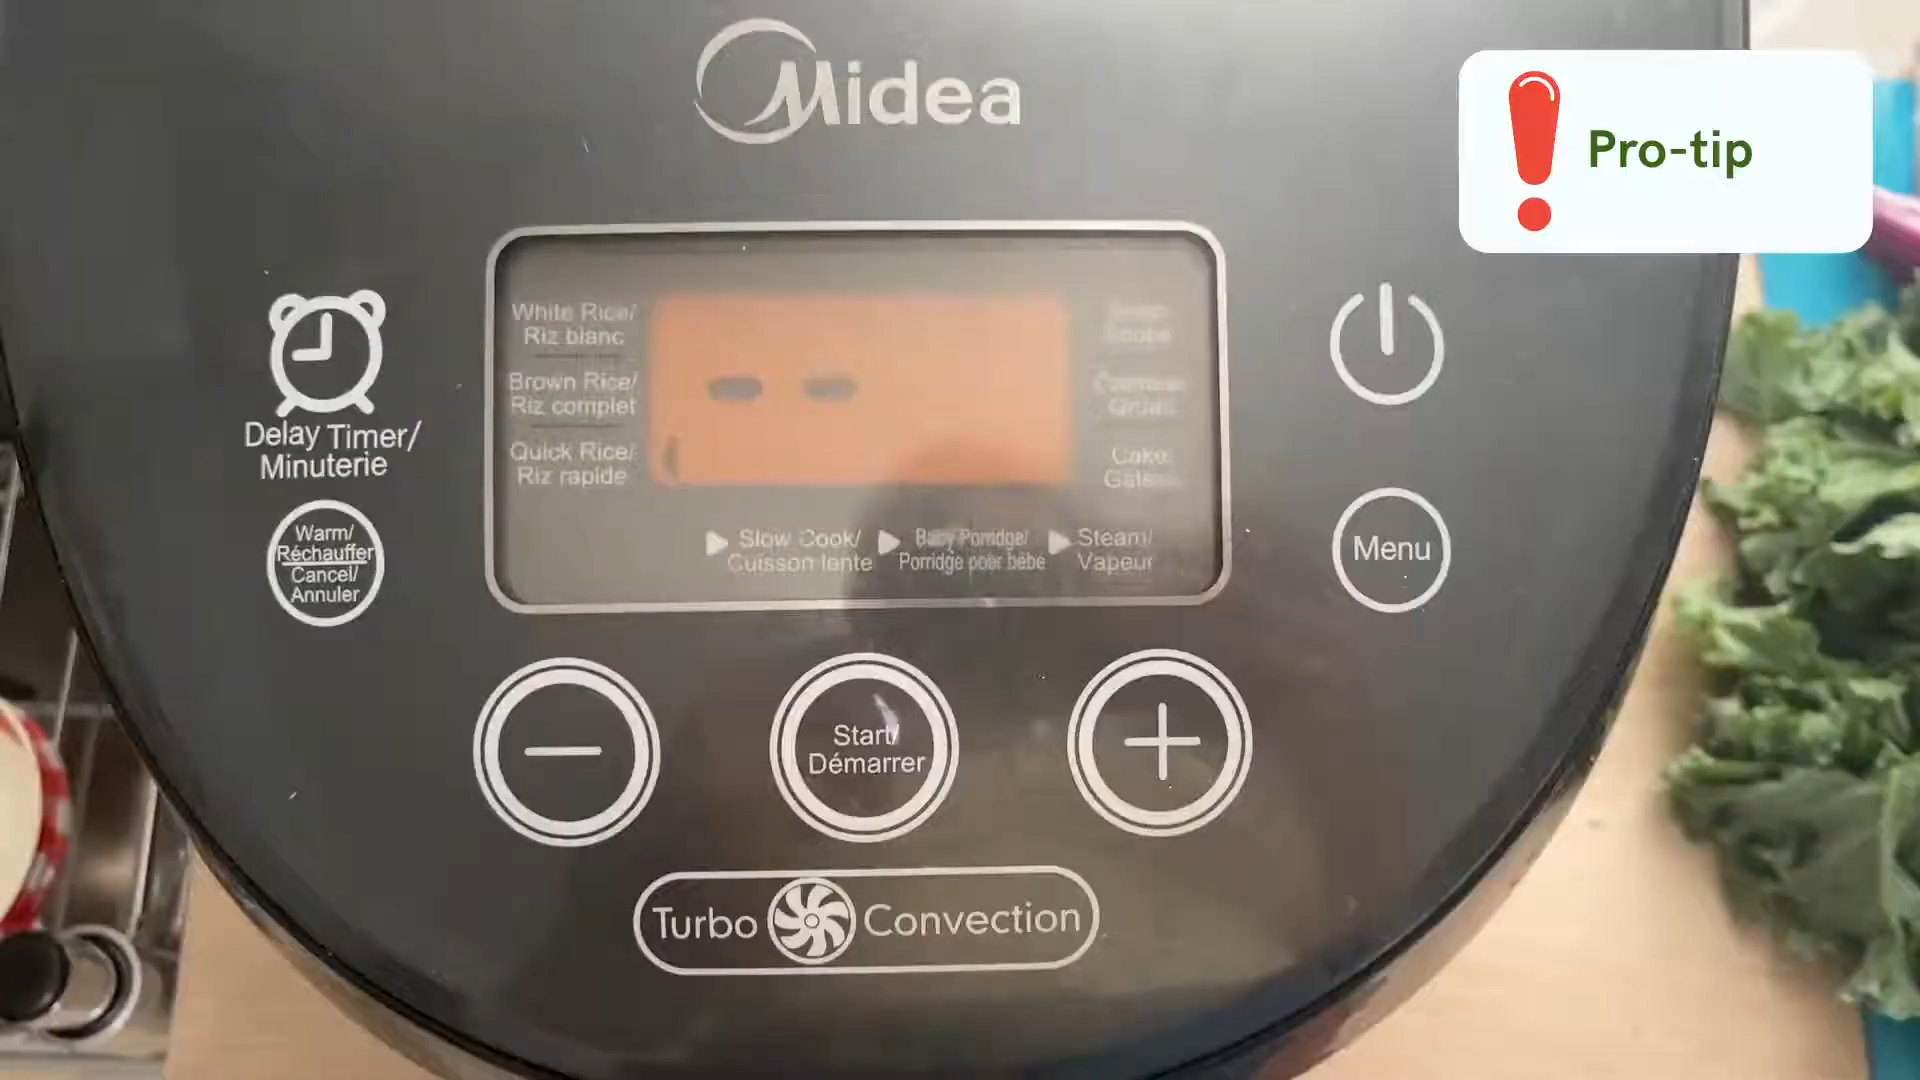 Midea
Pro-tip
White Rice/
Riz blanc
Brown Rice/
Riz complet
Quick Rice/
Riz rapide
Cake
Slow Cook/
Cuisson lente
Baby Porridge/
Porridge pour bébé
Steam/
Vapeur
Delay Timer/
Minuterie
Warm/
Réchauffer
Cancel/
Annuler
Menu
Start/
Démarrer
Turbo Convection